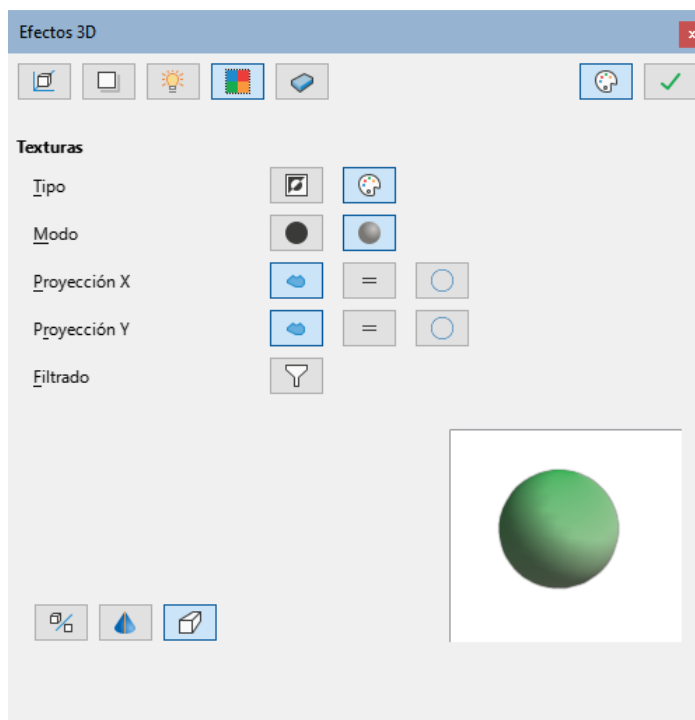 Efectos 3D
Texturas
Tipo
Modo
Proyección X
Proyección Y
Filtrado